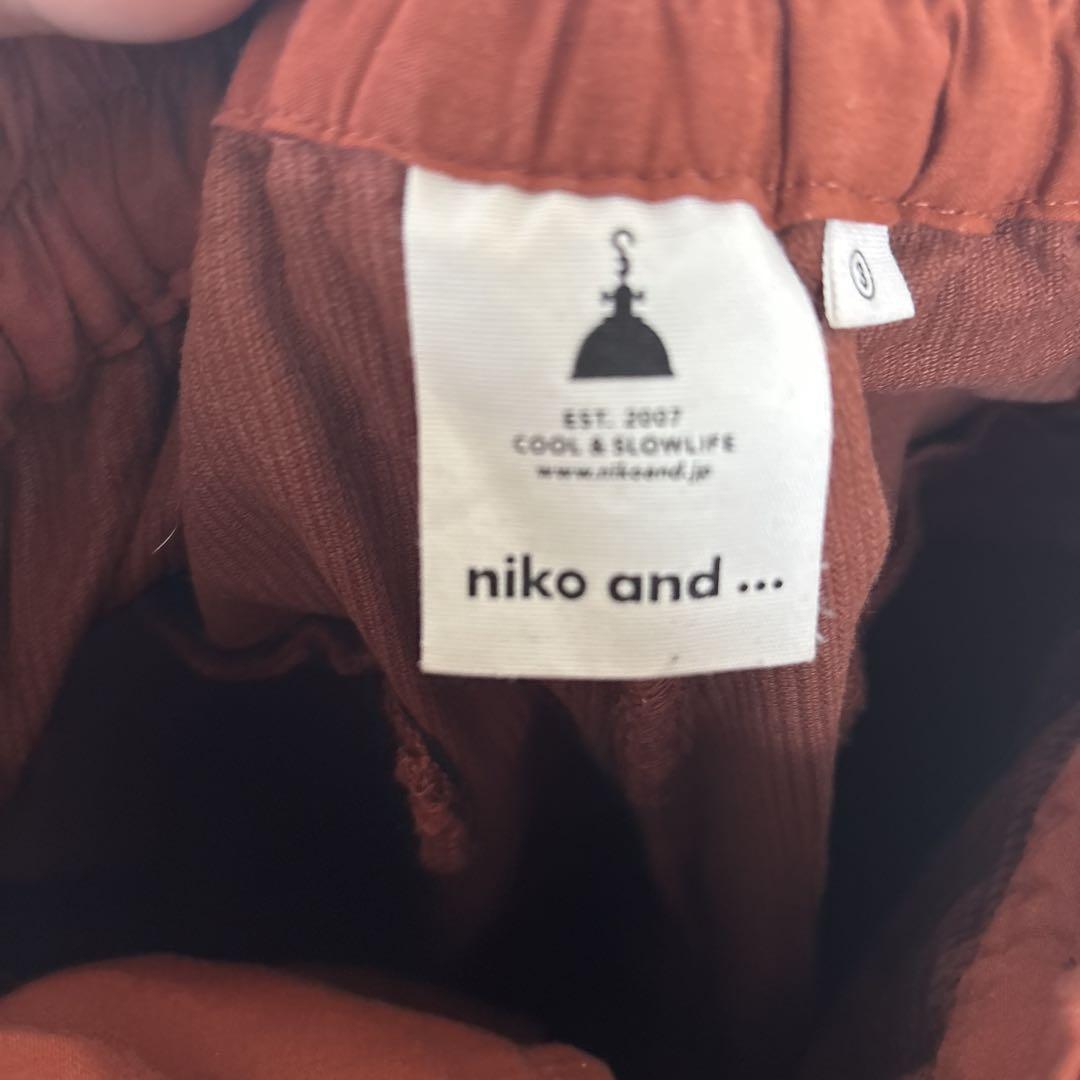 EST. 2007
COOL & SLOWLIFE
www.nikoand.jp
niko and ...
③